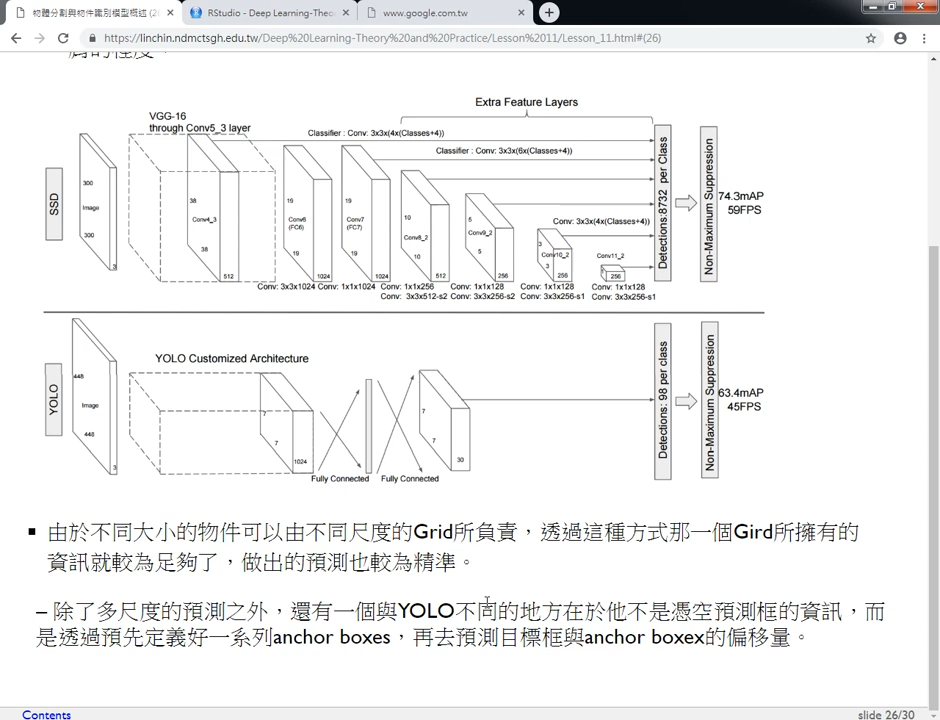 物體分割與物件識別模型概述 (2
RStudio - Deep Learning-Theo
www.google.com.tw
https://linchin.ndmctsgh.edu.tw/Deep%20Learning-Theory%20and%20Practice/Lesson%2011/Lesson_11.html#(26)
Extra Feature Layers
VGG-16
through Conv5_3 layer
Classifier : Conv: 3x3x(4x(Classes+4))
Classifier : Conv: 3x3x(6x(Classes+4))
SSD
300
Image
300
3
38
Conv4_3
38
512
19
Conv6
(FC6)
19
1024
19
Conv7
(FC7)
19
1024
10
Conv8_2
10
512
5
Conv9_2
5
256
Conv: 3x3x(4x(Classes+4))
3
Conv10_2
3
256
Conv11_2
256
Detections:8732 per Class
Non-Maximum Suppression
74.3mAP
59FPS
Conv: 3x3x1024 Conv: 1x1x1024 Conv: 1x1x256 Conv: 1x1x128 Conv: 1x1x128 Conv: 1x1x128
Conv: 3x3x512-s2 Conv: 3x3x256-s2 Conv: 3x3x256-s1 Conv: 3x3x256-s1
YOLO Customized Architecture
YOLO
448
Image
448
3
7
7
1024
Fully Connected
Fully Connected
7
7
30
Detections: 98 per class
Non-Maximum Suppression
63.4mAP
45FPS
▪ 由於不同大小的物件可以由不同尺度的Grid所負責，透過這種方式那一個Gird所擁有的
資訊就較為足夠了，做出的預測也較為精準。
– 除了多尺度的預測之外，還有一個與YOLO不同的地方在於他不是憑空預測框的資訊，而
是透過預先定義好一系列anchor boxes，再去預測目標框與anchor boxex的偏移量。
Contents
slide 26/30